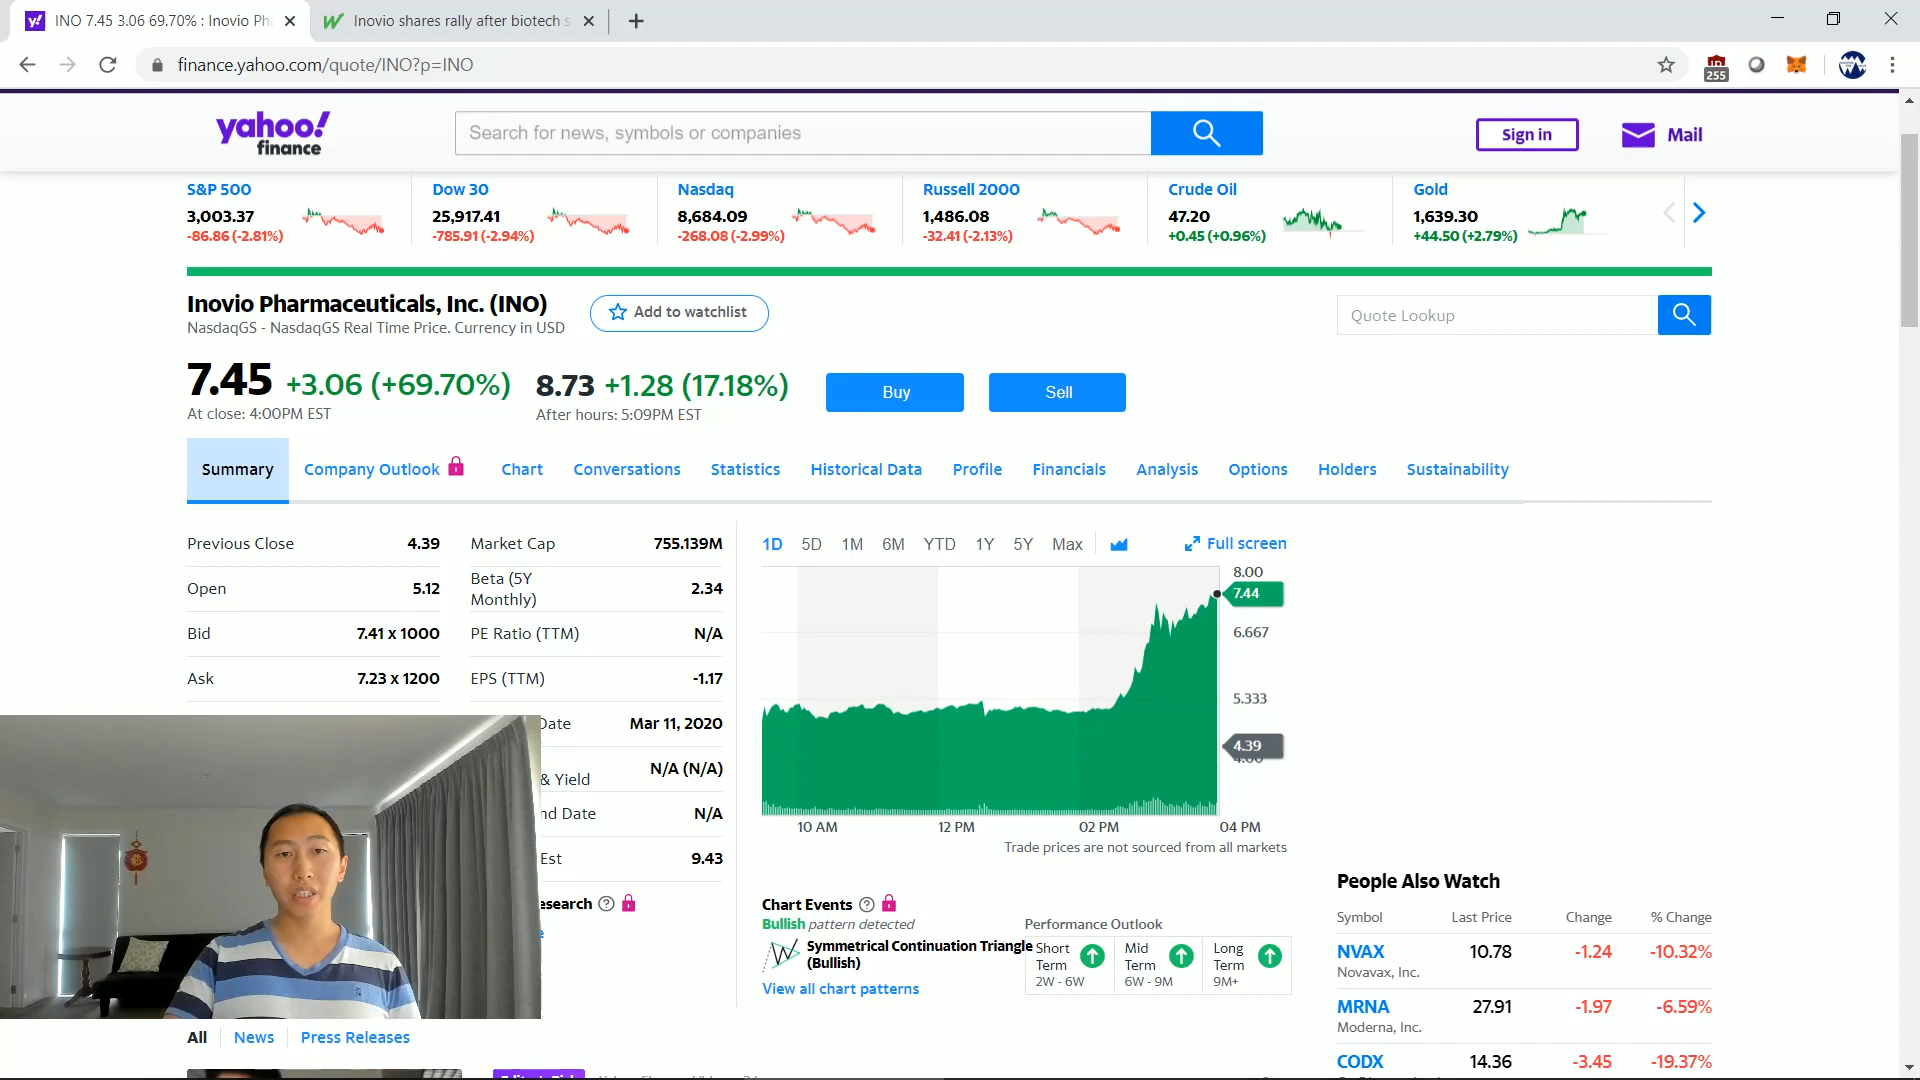 INO 7.45 3.06 69.70% : Inovio Ph
Inovio shares rally after biotech s
finance.yahoo.com/quote/INO?p=INO
255
yahoo!
finance
Search for news, symbols or companies
Sign in
Mail
S&P 500
3,003.37
-86.86 (-2.81%)
Dow 30
25,917.41
-785.91 (-2.94%)
Nasdaq
8,684.09
-268.08 (-2.99%)
Russell 2000
1,486.08
-32.41 (-2.13%)
Crude Oil
47.20
+0.45 (+0.96%)
Gold
1,639.30
+44.50 (+2.79%)
Inovio Pharmaceuticals, Inc. (INO)
NasdaqGS - NasdaqGS Real Time Price. Currency in USD
Add to watchlist
Quote Lookup
7.45 +3.06 (+69.70%)
At close: 4:00PM EST
8.73 +1.28 (17.18%)
After hours: 5:09PM EST
Buy
Sell
Summary
Company Outlook
Chart
Conversations
Statistics
Historical Data
Profile
Financials
Analysis
Options
Holders
Sustainability
Previous Close 4.39
Open 5.12
Bid 7.41 x 1000
Ask 7.23 x 1200
Market Cap 755.139M
Beta (5Y
Monthly) 2.34
PE Ratio (TTM) N/A
EPS (TTM) -1.17
Date Mar 11, 2020
& Yield N/A (N/A)
nd Date N/A
Est 9.43
esearch
1D 5D 1M 6M YTD 1Y 5Y Max
Full screen
8.00
7.44
6.667
5.333
4.39
4.00
10 AM 12 PM 02 PM 04 PM
Trade prices are not sourced from all markets
Chart Events
Bullish pattern detected
Symmetrical Continuation Triangle
(Bullish)
View all chart patterns
Performance Outlook
Short
Term
2W - 6W
Mid
Term
6W - 9M
Long
Term
9M+
People Also Watch
Symbol Last Price Change % Change
NVAX 10.78 -1.24 -10.32%
Novavax, Inc.
MRNA 27.91 -1.97 -6.59%
Moderna, Inc.
CODX 14.36 -3.45 -19.37%
All
News
Press Releases